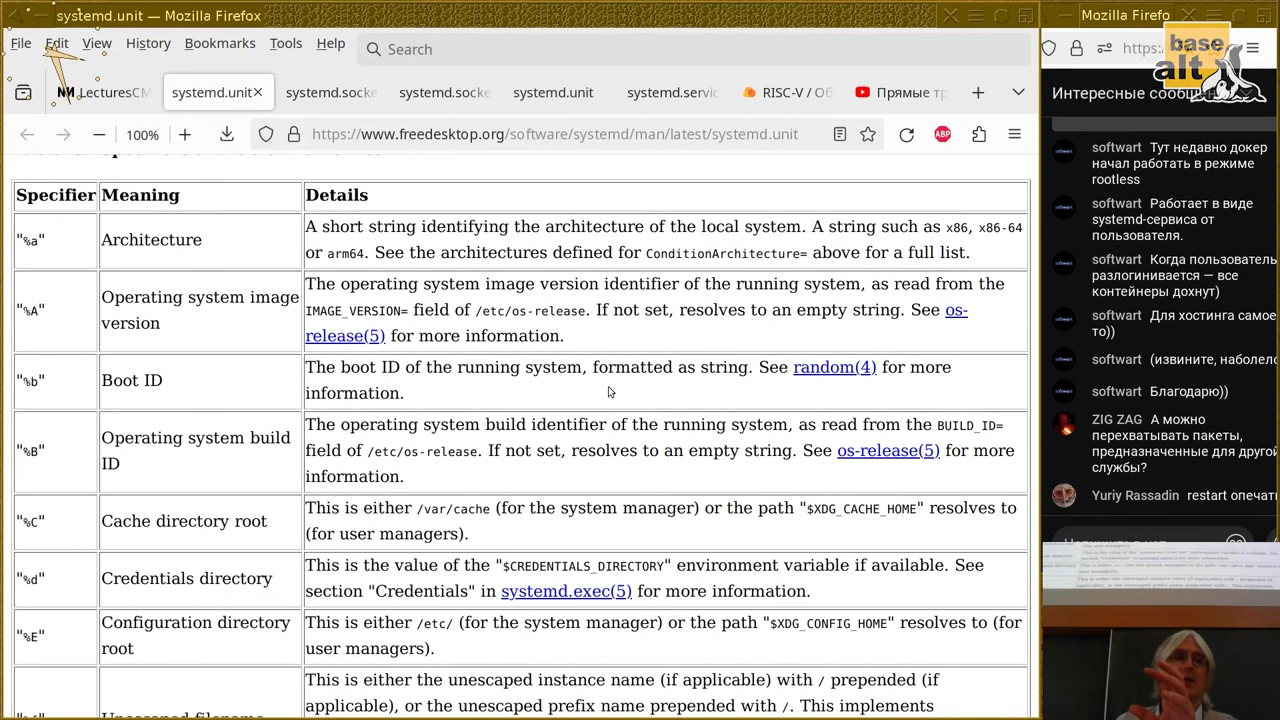 systemd.unit — Mozilla Firefox
Mozilla Firefo
File Edit View History Bookmarks Tools Help
Search
https:
base
alt
LecturesCM
systemd.unit
systemd.socke
systemd.socke
systemd.unit
systemd.servic
RISC-V / Об
Прямые тр
Интересные сообщ
100%
https://www.freedesktop.org/software/systemd/man/latest/systemd.unit
ABP
Specifier Meaning Details
"%a" Architecture A short string identifying the architecture of the local system. A string such as x86, x86-64
or arm64. See the architectures defined for ConditionArchitecture= above for a full list.
"%A" Operating system image version The operating system image version identifier of the running system, as read from the
IMAGE_VERSION= field of /etc/os-release. If not set, resolves to an empty string. See os-
release(5) for more information.
"%b" Boot ID The boot ID of the running system, formatted as string. See random(4) for more
information.
"%B" Operating system build ID The operating system build identifier of the running system, as read from the BUILD_ID=
field of /etc/os-release. If not set, resolves to an empty string. See os-release(5) for more
information.
"%C" Cache directory root This is either /var/cache (for the system manager) or the path "$XDG_CACHE_HOME" resolves to
(for user managers).
"%d" Credentials directory This is the value of the "$CREDENTIALS_DIRECTORY" environment variable if available. See
section "Credentials" in systemd.exec(5) for more information.
"%E" Configuration directory root This is either /etc/ (for the system manager) or the path "$XDG_CONFIG_HOME" resolves to (for
user managers).
This is either the unescaped instance name (if applicable) with / prepended (if
applicable), or the unescaped prefix name prepended with /. This implements
softwart Тут недавно докер
начал работать в режиме
rootless
softwart Работает в виде
systemd-сервиса от
пользователя.
softwart Когда пользователь
разлогинивается — все
контейнеры дохнут)
softwart Для хостинга самое
то))
softwart (извините, наболело
softwart Благодарю))
ZIG ZAG А можно
перехватывать пакеты,
предназначенные для другой
службы?
Yuriy Rassadin restart опечат